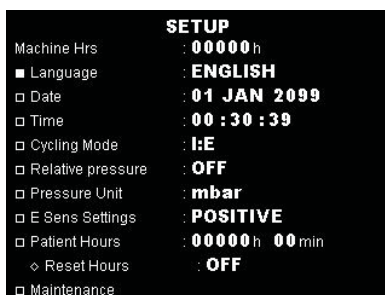 SETUP
Machine Hrs : 00000 h
Language : ENGLISH
Date : 01 JAN 2099
Time : 00 : 30 : 39
Cycling Mode : I:E
Relative pressure : OFF
Pressure Unit : mbar
E Sens Settings : POSITIVE
Patient Hours : 00000 h 00 min
Reset Hours : OFF
Maintenance